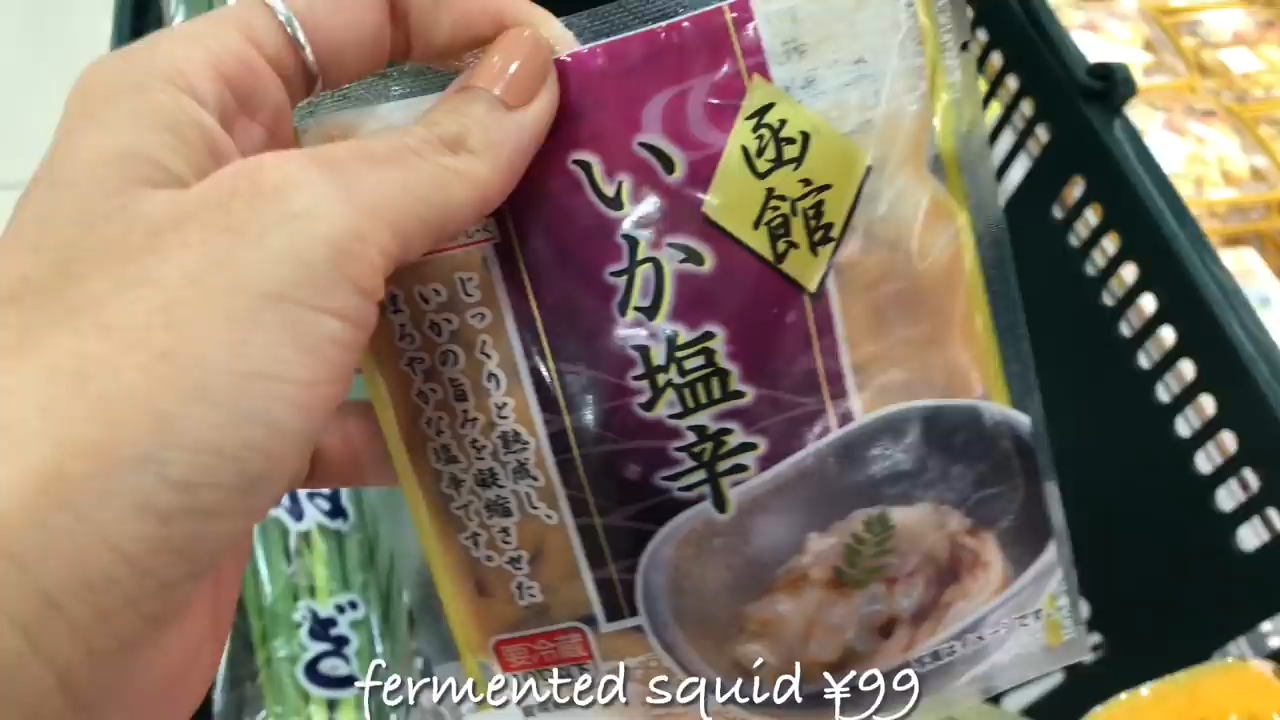 函館
いか塩辛
じっくりと熟成し、
いかの旨みを凝縮させた
まろやかな塩辛です。
要冷蔵
fermented squid ¥99